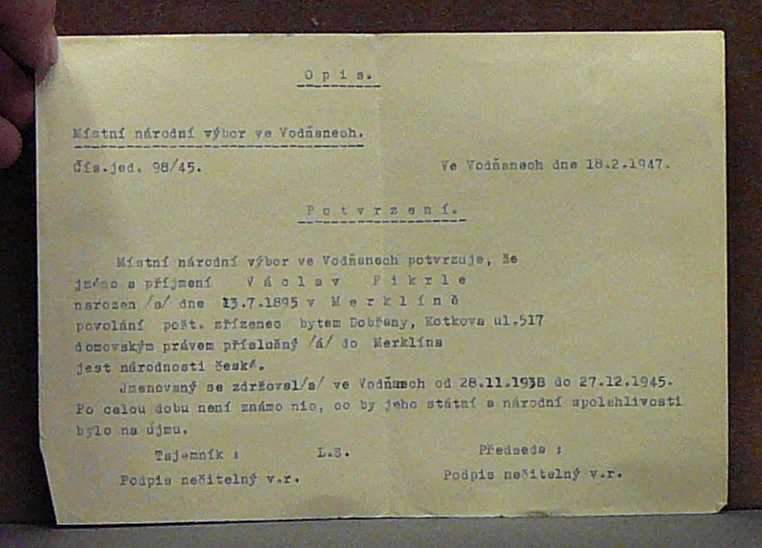 O p i s.
Místní národní výbor ve Vodňanech.
Čís.jed. 98/45.
Ve Vodňanech dne 18.2.1947.
P o t v r z e n í.
Místní národní výbor ve Vodňanech potvrzuje, že
jméno a příjmení V á c l a v P i k r l e
narozen /a/ dne 13.7.1895 v M e r k l í n ě
povolání pošt. zřízenec bytem Dobřany, Kotkova ul.517
domovským právem příslušný /á/ do Merklína
jest národnosti české.
Jmenovaný se zdržoval/a/ ve Vodňanech od 28.11.1938 do 27.12.1945.
Po celou dobu není známo nic, co by jeho státní a národní spolehlivosti
bylo na újmu.
Tajemník : L.S. Předseda :
Podpis nečitelný v.r. Podpis nečitelný v.r.